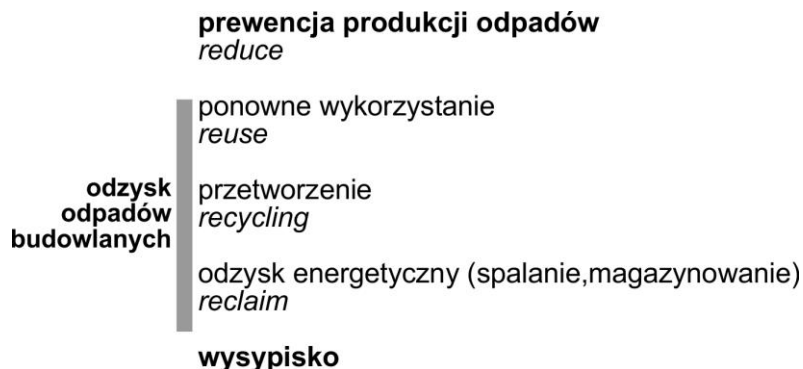 prewencja produkcji odpadów
reduce
ponowne wykorzystanie
reuse
odzysk
odpadów
budowlanych
przetworzenie
recycling
odzysk energetyczny (spalanie,magazynowanie)
reclaim
wysypisko